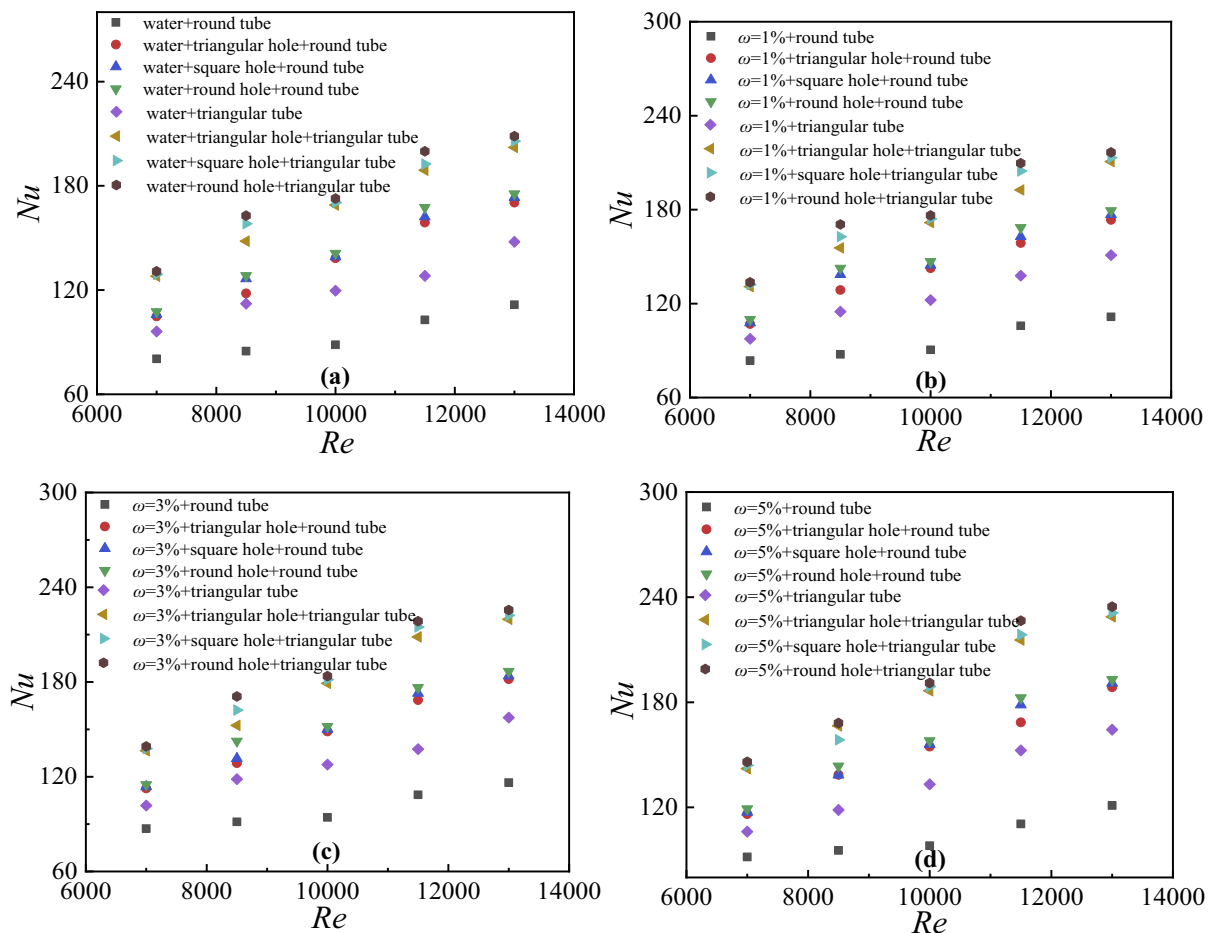 water+round tube
water+triangular hole+round tube
water+square hole+round tube
water+round hole+round tube
water+triangular tube
water+triangular hole+triangular tube
water+square hole+triangular tube
water+round hole+triangular tube
240
180
120
60
Nu
(a)
6000 8000 10000 12000 14000
Re
ω=1%+round tube
ω=1%+triangular hole+round tube
ω=1%+square hole+round tube
ω=1%+round hole+round tube
ω=1%+triangular tube
ω=1%+triangular hole+triangular tube
ω=1%+square hole+triangular tube
ω=1%+round hole+triangular tube
300
240
180
120
60
Nu
(b)
6000 8000 10000 12000 14000
Re
ω=3%+round tube
ω=3%+triangular hole+round tube
ω=3%+square hole+round tube
ω=3%+round hole+round tube
ω=3%+triangular tube
ω=3%+triangular hole+triangular tube
ω=3%+square hole+triangular tube
ω=3%+round hole+triangular tube
300
240
180
120
60
Nu
(c)
6000 8000 10000 12000 14000
Re
ω=5%+round tube
ω=5%+triangular hole+round tube
ω=5%+square hole+round tube
ω=5%+round hole+round tube
ω=5%+triangular tube
ω=5%+triangular hole+triangular tube
ω=5%+square hole+triangular tube
ω=5%+round hole+triangular tube
300
240
180
120
Nu
(d)
6000 8000 10000 12000 14000
Re